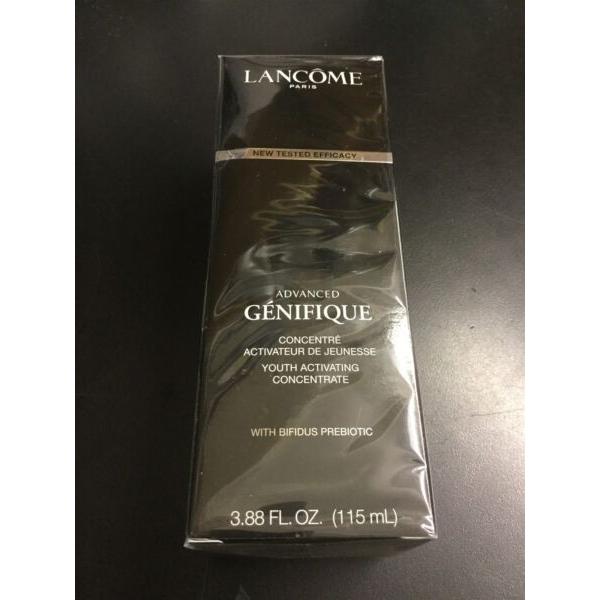 LANCÔME
PARIS
NEW TESTED EFFICACY
ADVANCED
GÉNIFIQUE
CONCENTRÉ
ACTIVATEUR DE JEUNESSE
YOUTH ACTIVATING
CONCENTRATE
WITH BIFIDUS PREBIOTIC
3.88 FL. OZ. (115 mL)